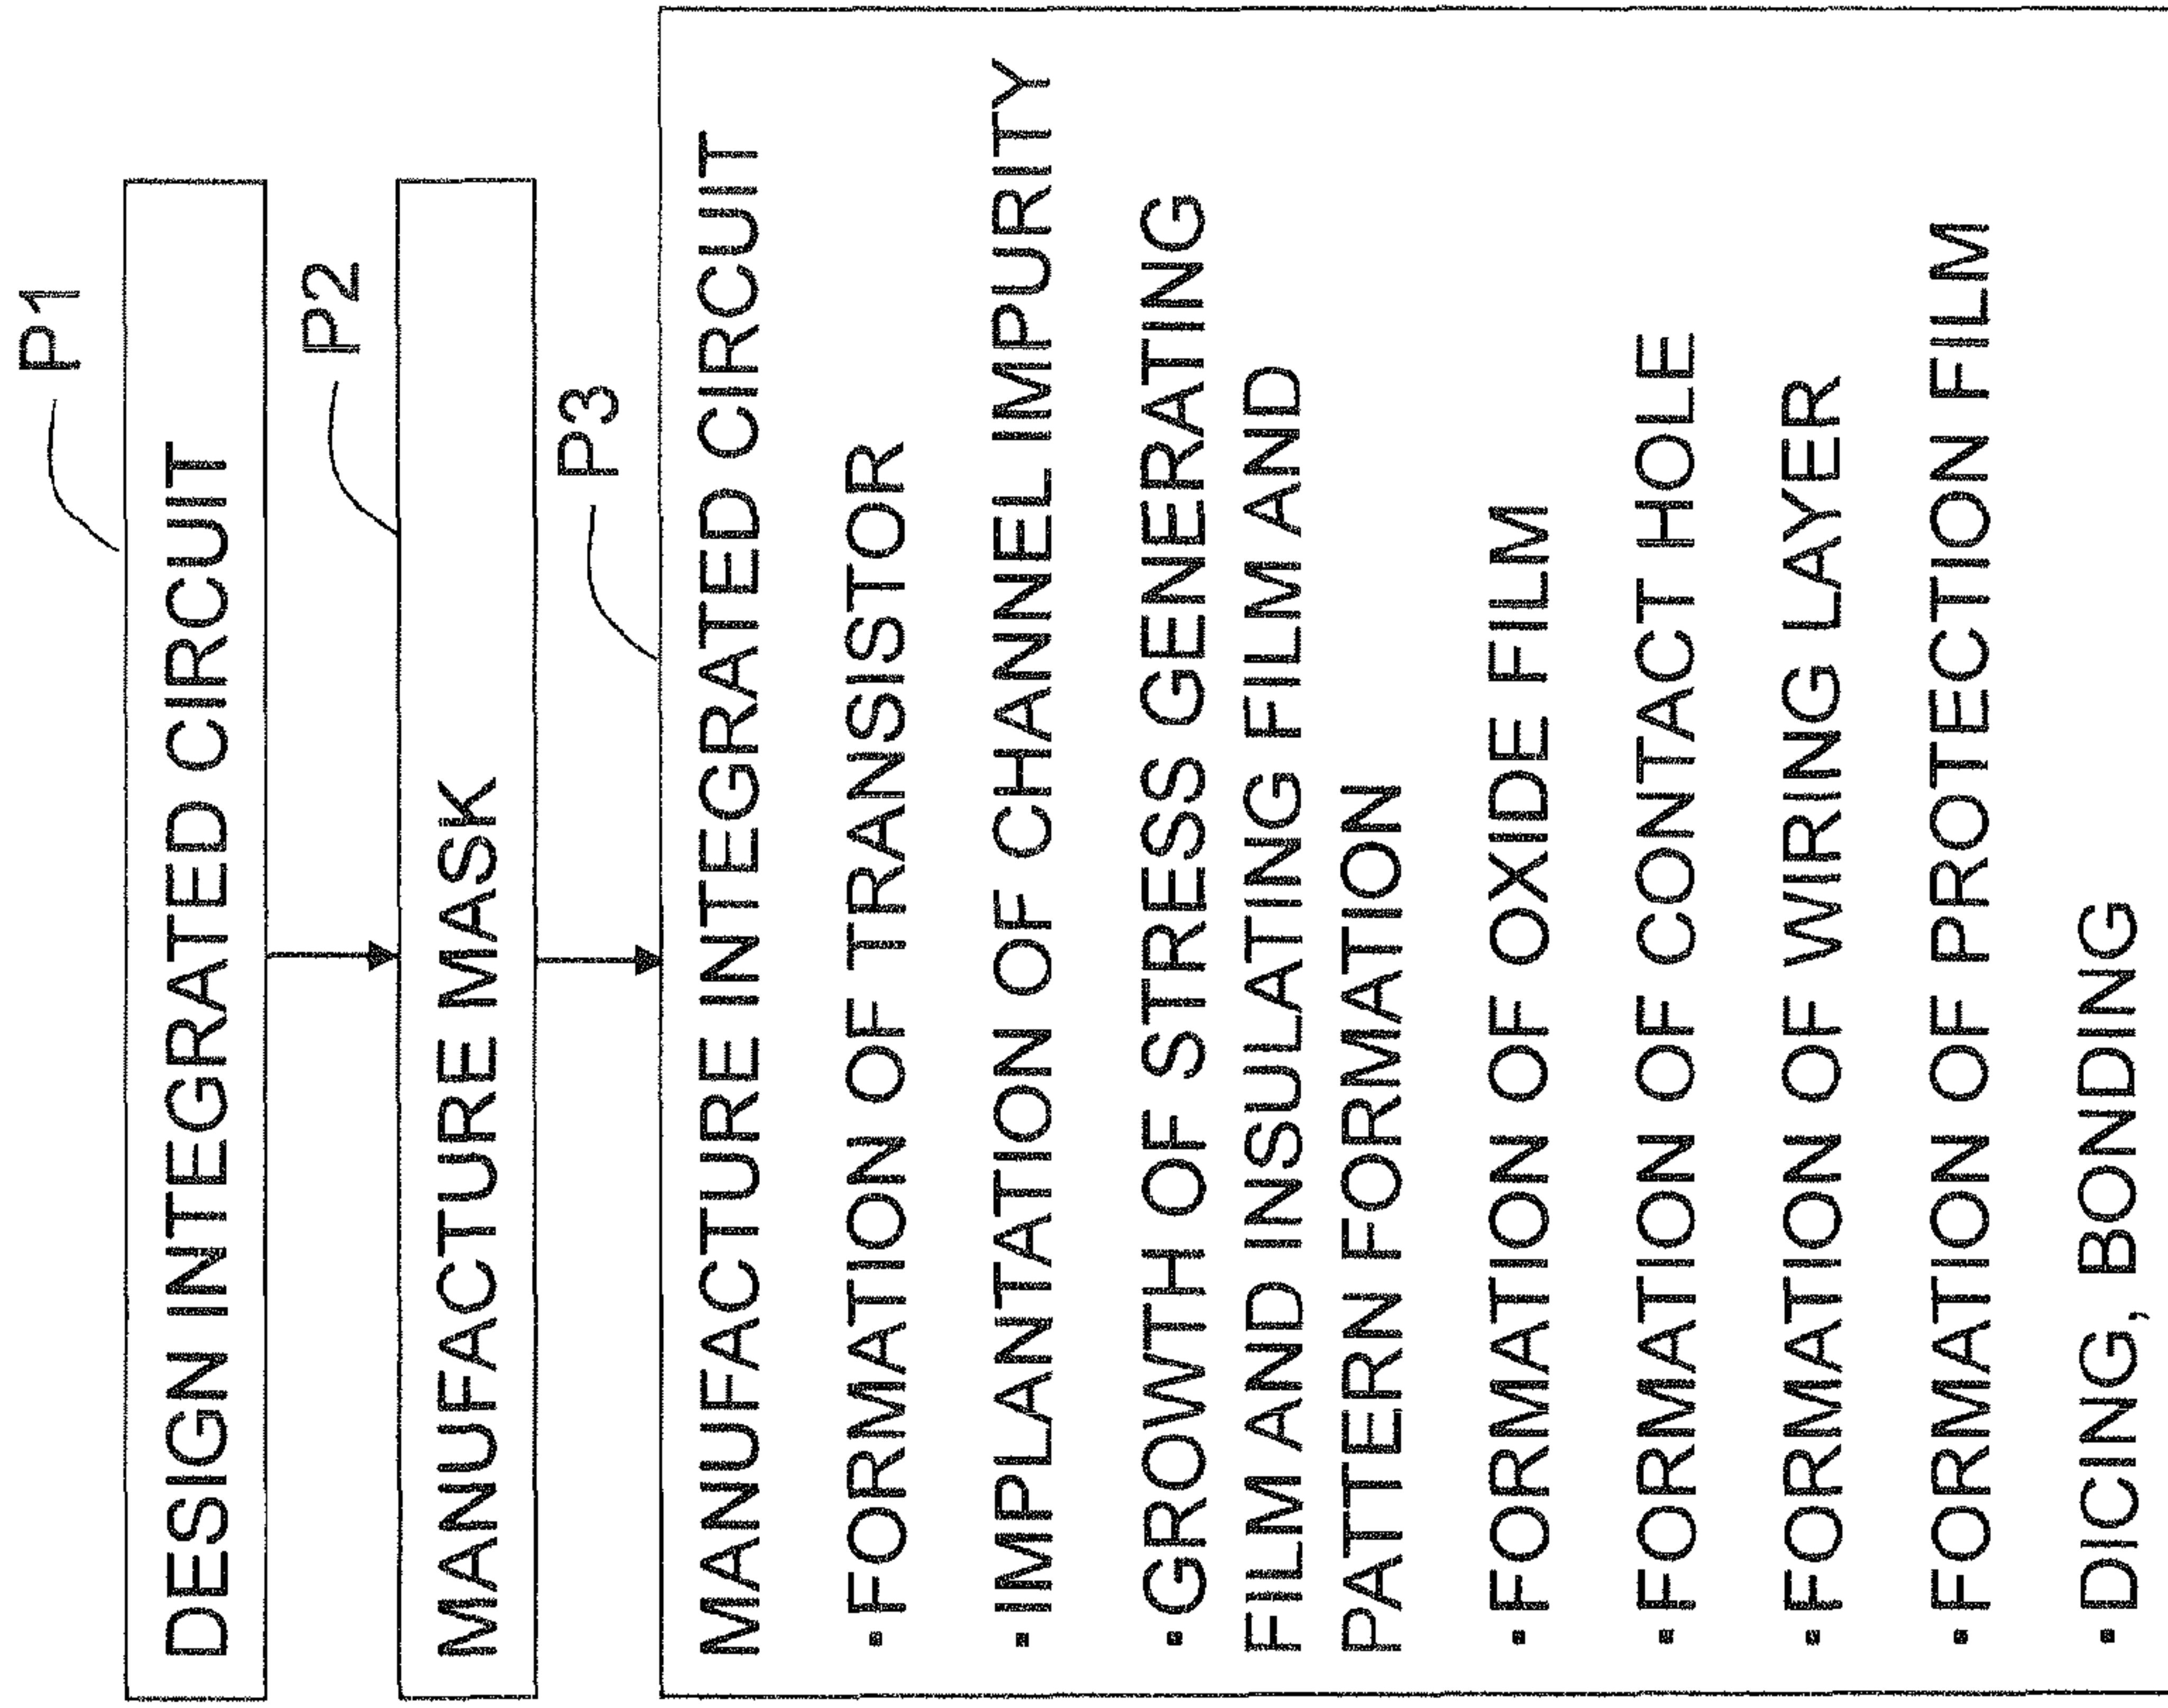 P1
DESIGN INTEGRATED CIRCUIT
P2
MANUFACTURE MASK
P3
MANUFACTURE INTEGRATED CIRCUIT
· FORMATION OF TRANSISTOR
· IMPLANTATION OF CHANNEL IMPURITY
· GROWTH OF STRESS GENERATING
FILM AND INSULATING FILM AND
PATTERN FORMATION
· FORMATION OF OXIDE FILM
· FORMATION OF CONTACT HOLE
· FORMATION OF WIRING LAYER
· FORMATION OF PROTECTION FILM
· DICING, BONDING